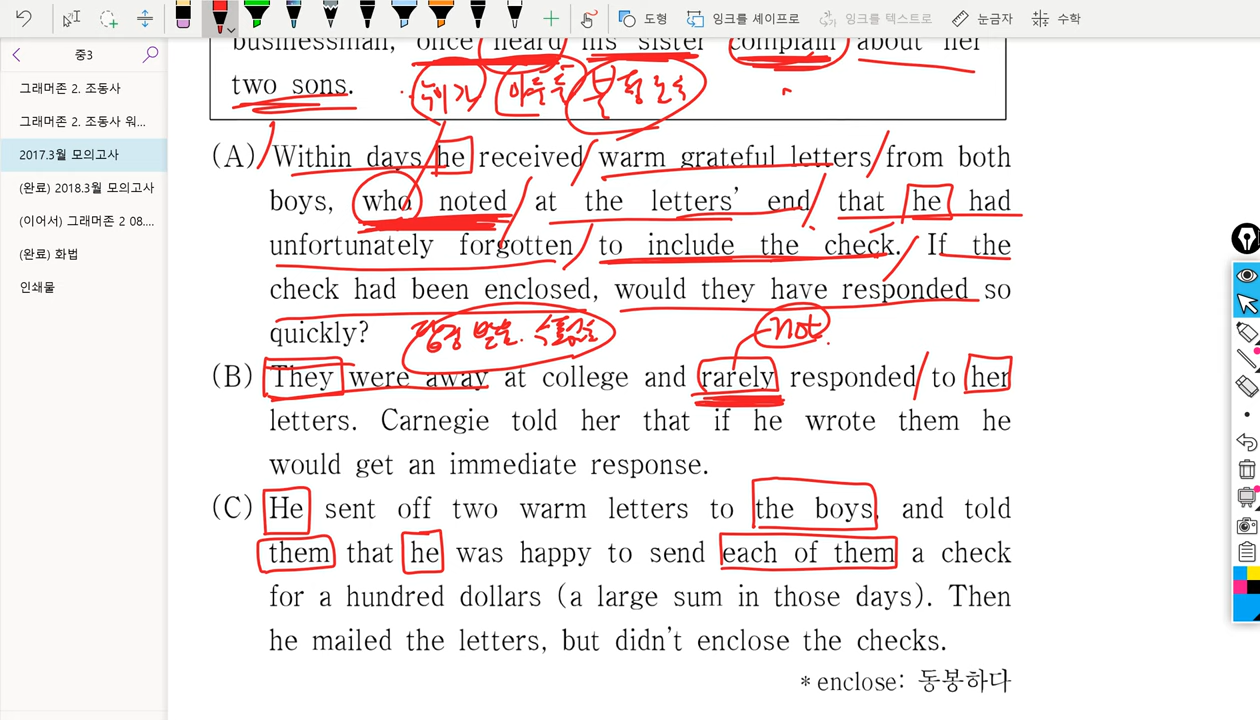 도형
잉크를 셰이프로
잉크를 텍스트로
눈금자
수학
중3
그래머존 2. 조동사
그래머존 2. 조동사 워...
2017.3월 모의고사
(완료) 2018.3월 모의고사
(이어서) 그래머존 2 08....
(완료) 화법
인쇄물
businessman, once heard his sister complain about her
two sons.
누이가 아들들
(A) Within days he received warm grateful letters from both
boys, who noted at the letters' end that he had
unfortunately forgotten to include the check. If the
check had been enclosed, would they have responded so
quickly?
not
(B) They were away at college and rarely responded to her
letters. Carnegie told her that if he wrote them he
would get an immediate response.
(C) He sent off two warm letters to the boys, and told
them that he was happy to send each of them a check
for a hundred dollars (a large sum in those days). Then
he mailed the letters, but didn't enclose the checks.
* enclose: 동봉하다